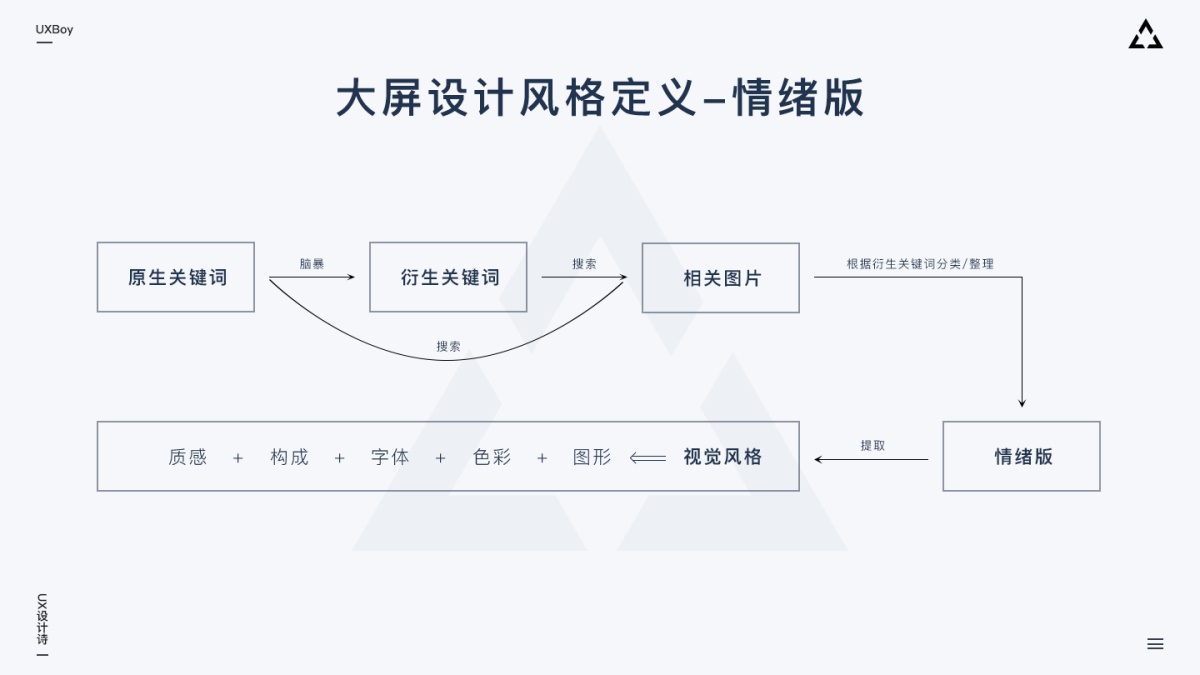 UXBoy
大屏设计风格定义–情绪版
原生关键词
脑暴
衍生关键词
搜索
相关图片
根据衍生关键词分类/整理
搜索
质感 + 构成 + 字体 + 色彩 + 图形
视觉风格
提取
情绪版
UX设计诗